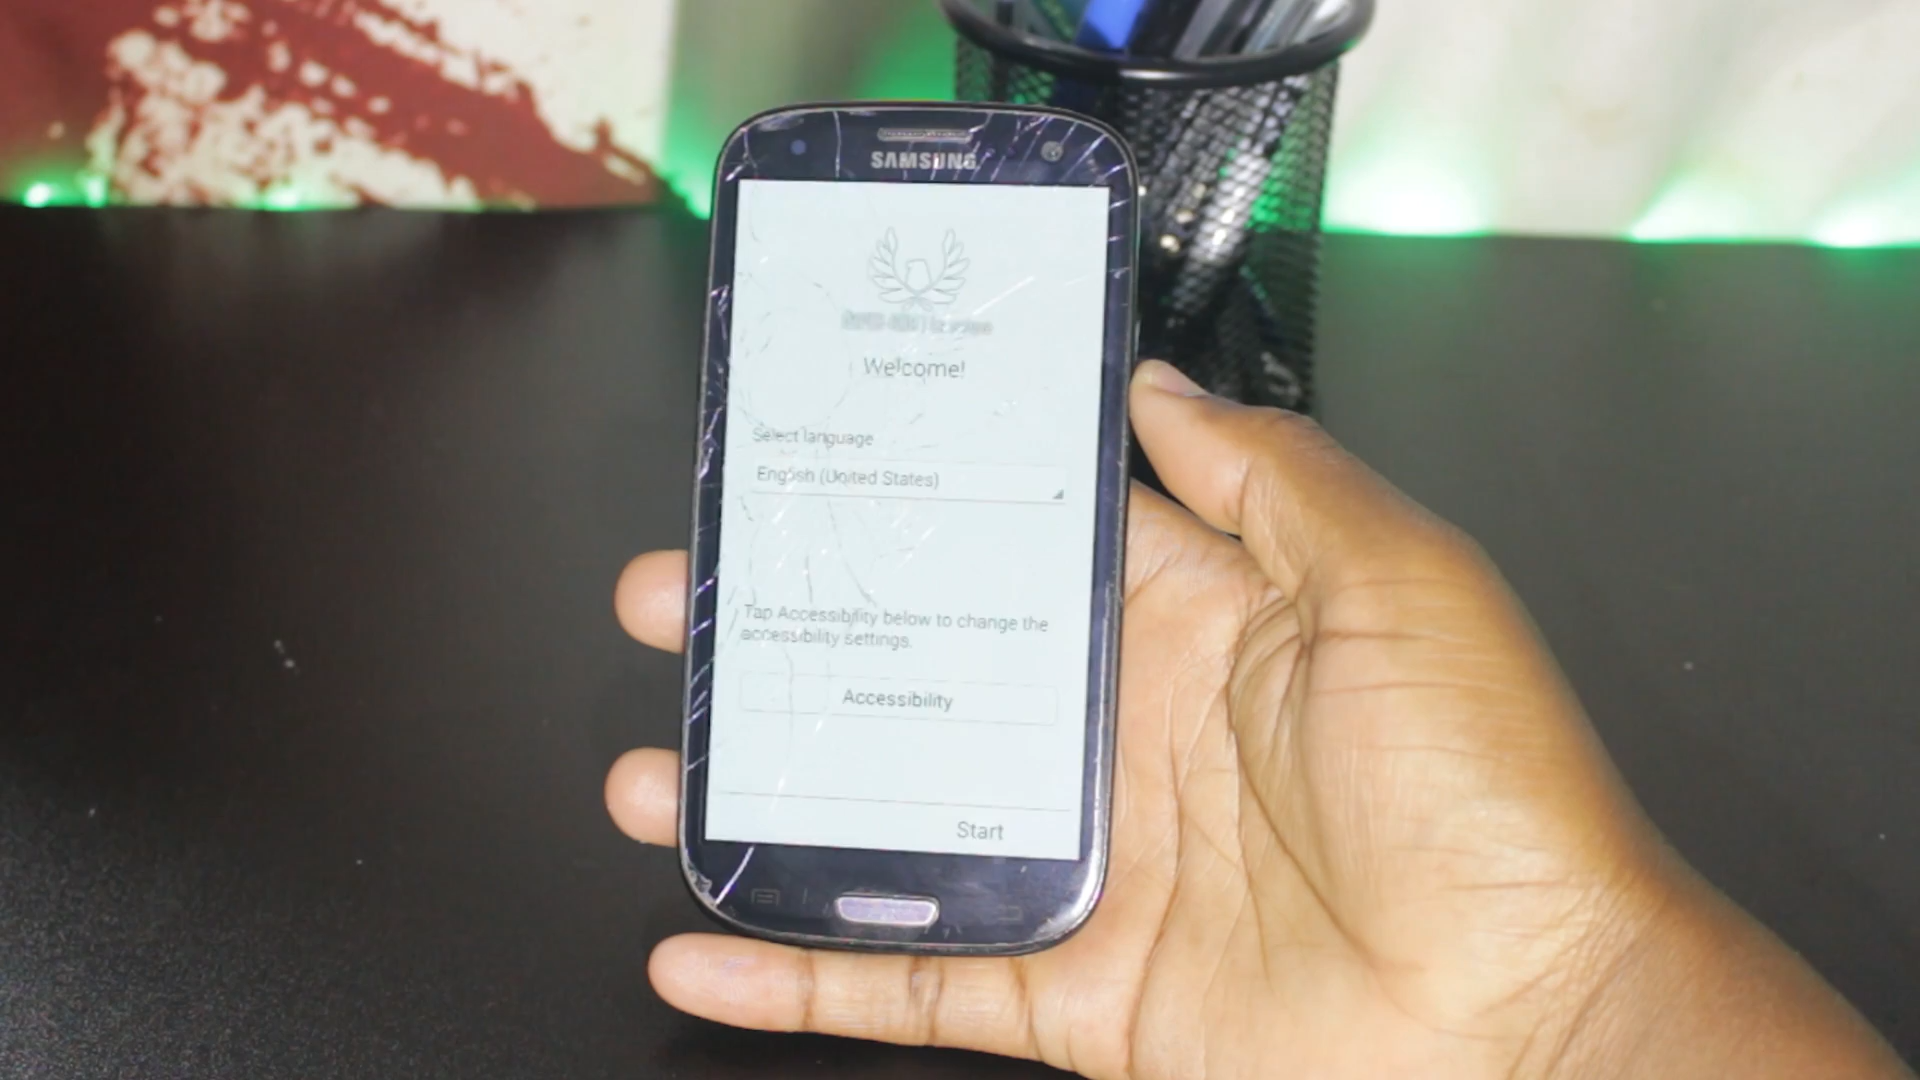 SAMSUNG
Welcome!
Select language
English (United States)
Tap Accessibility below to change the
accessibility settings.
Accessibility
Start